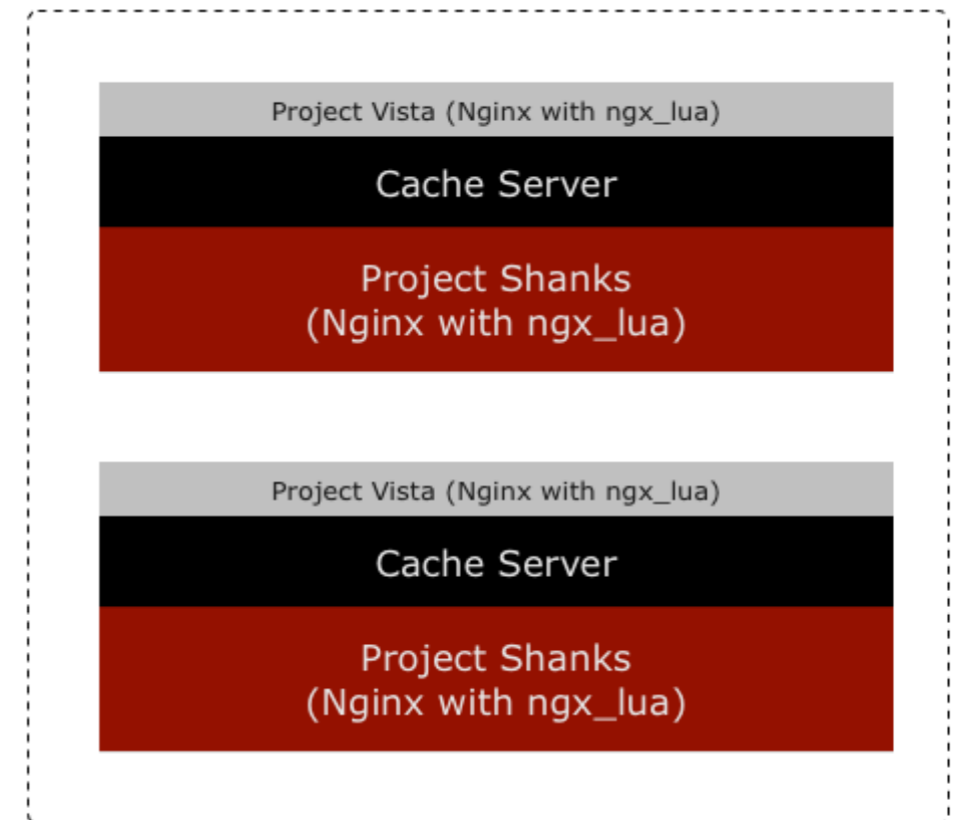 Project Vista (Nginx with ngx_lua)
Cache Server
Project Shanks
(Nginx with ngx_lua)
Project Vista (Nginx with ngx_lua)
Cache Server
Project Shanks
(Nginx with ngx_lua)